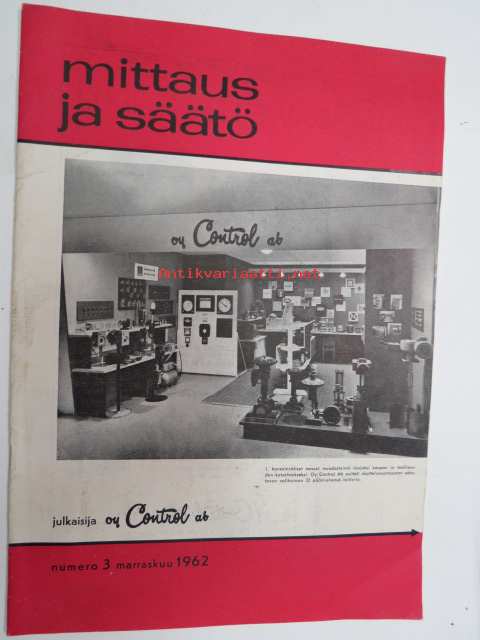 mittaus
ja säätö
oy Control ab
Antikvariaatti.net
julkaisija oy Control ab
numero 3 marraskuu 1962